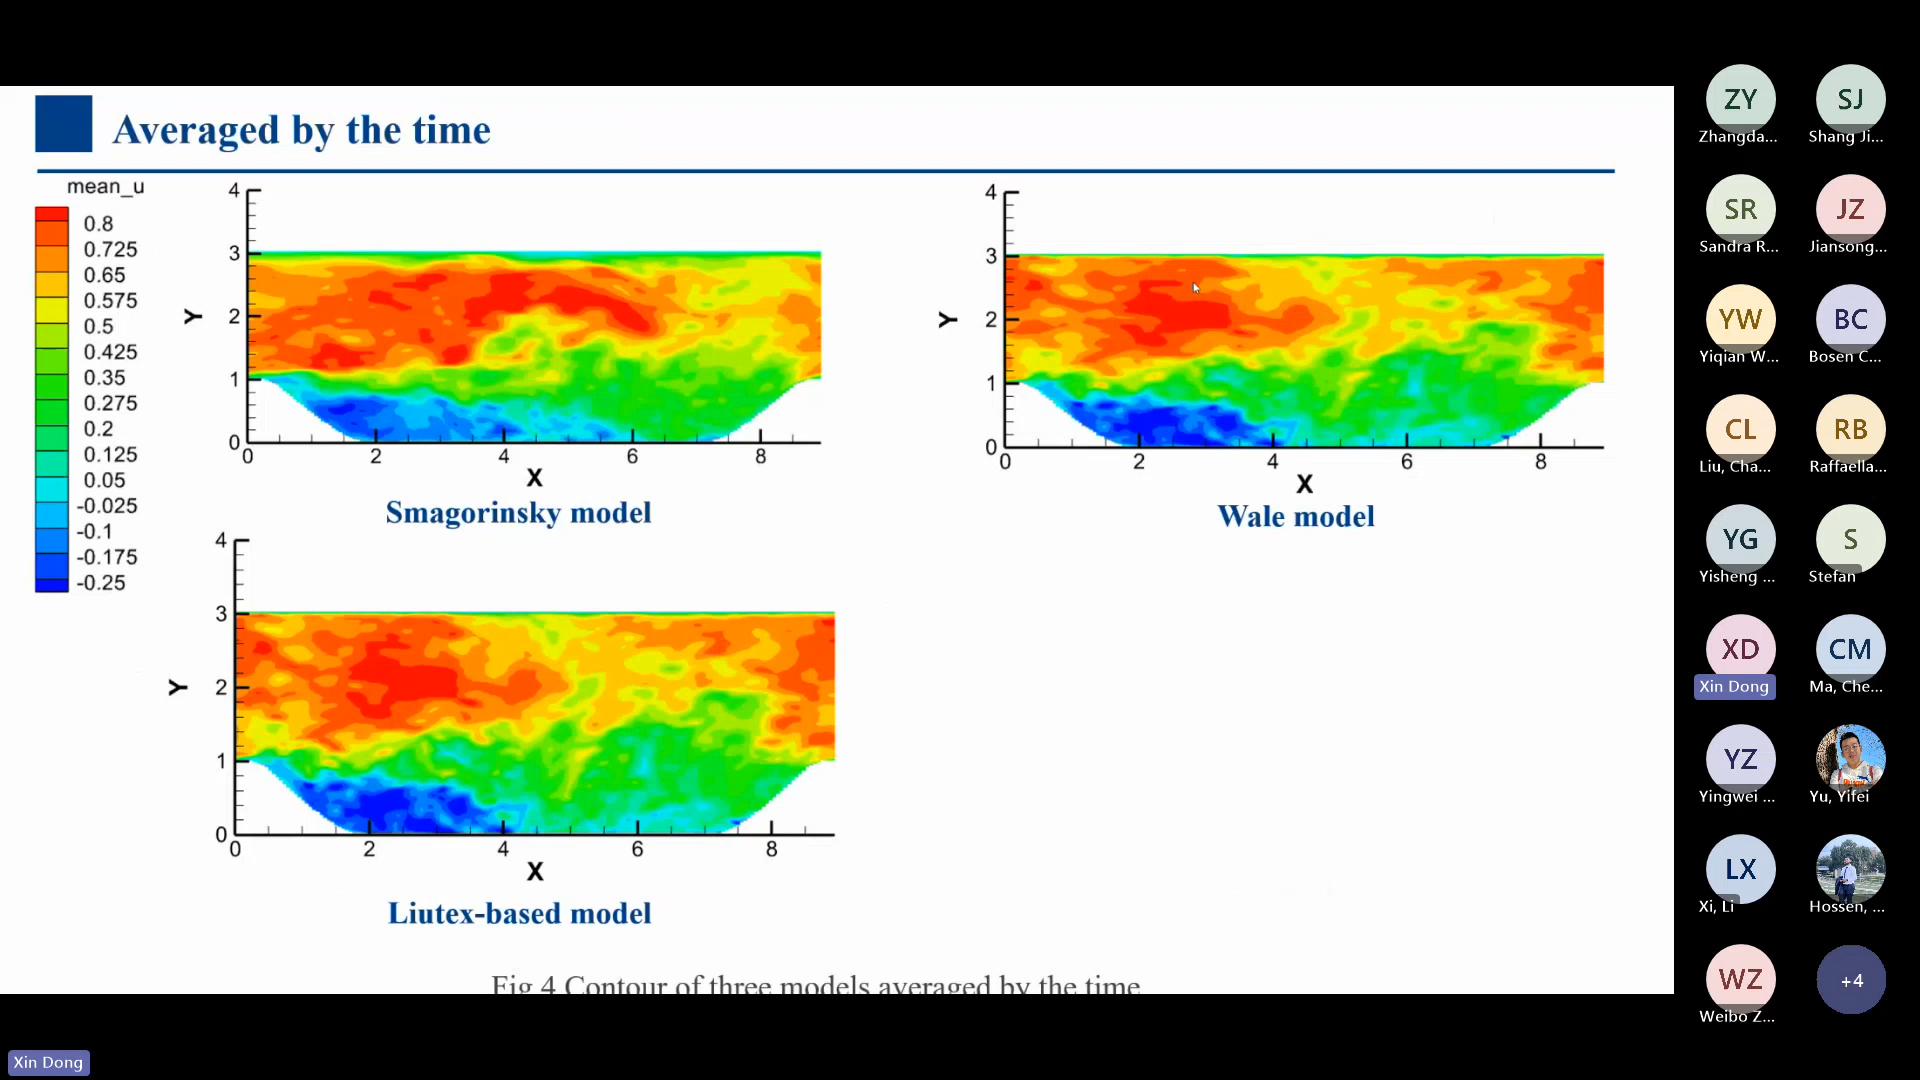 Averaged by the time
mean_u
0.8
0.725
0.65
0.575
0.5
0.425
0.35
0.275
0.2
0.125
0.05
-0.025
-0.1
-0.175
-0.25
4
3
2
1
0
Y
0 2 4 6 8
X
Smagorinsky model
4
3
2
1
0
Y
0 2 4 6 8
X
Wale model
4
3
2
1
0
Y
0 2 4 6 8
X
Liutex-based model
Fig 4 Contour of three models averaged by the time
ZY
Zhangda...
SJ
Shang Ji...
SR
Sandra R...
JZ
Jiansong...
YW
Yiqian W...
BC
Bosen C...
CL
Liu, Cha...
RB
Raffaella...
YG
Yisheng ...
S
Stefan
XD
Xin Dong
CM
Ma, Che...
YZ
Yingwei ...
Yu, Yifei
LX
Xi, Li
Hossen, ...
WZ
Weibo Z...
+4
Xin Dong